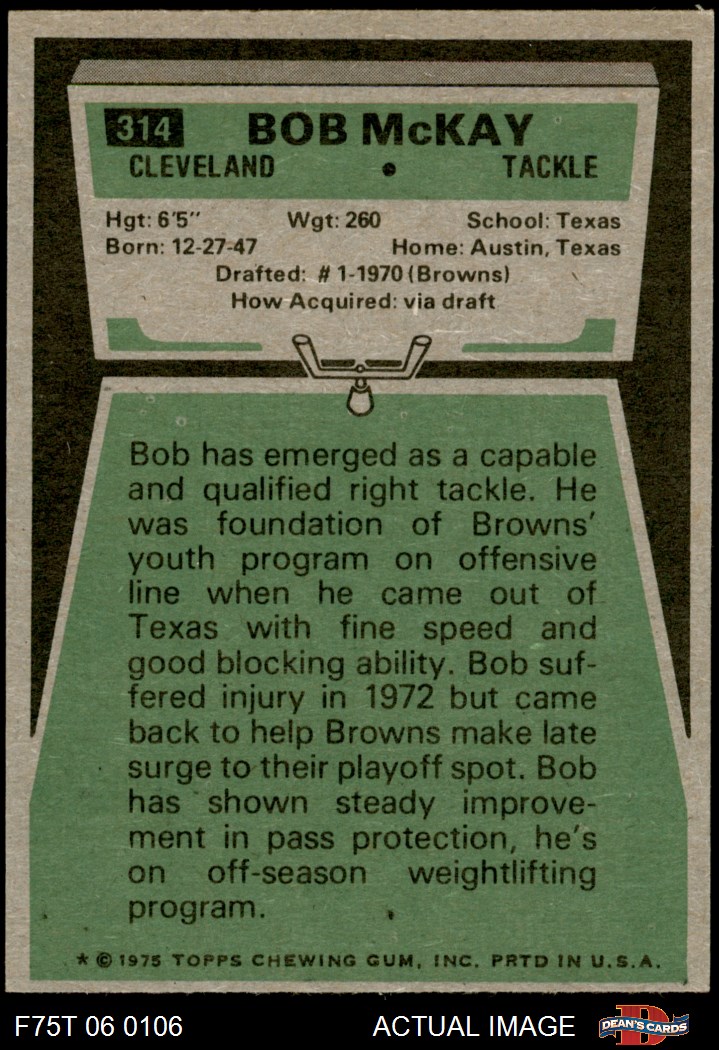 314 BOB McKAY
CLEVELAND • TACKLE
Hgt: 6'5" Wgt: 260 School: Texas
Born: 12-27-47 Home: Austin, Texas
Drafted: #1-1970 (Browns)
How Acquired: via draft
Bob has emerged as a capable
and qualified right tackle. He
was foundation of Browns'
youth program on offensive
line when he came out of
Texas with fine speed and
good blocking ability. Bob suf-
fered injury in 1972 but came
back to help Browns make late
surge to their playoff spot. Bob
has shown steady improve-
ment in pass protection, he's
on off-season weightlifting
program.
* © 1975 TOPPS CHEWING GUM, INC. PRTD IN U.S.A.
F75T 06 0106 ACTUAL IMAGE D DEAN'S CARDS